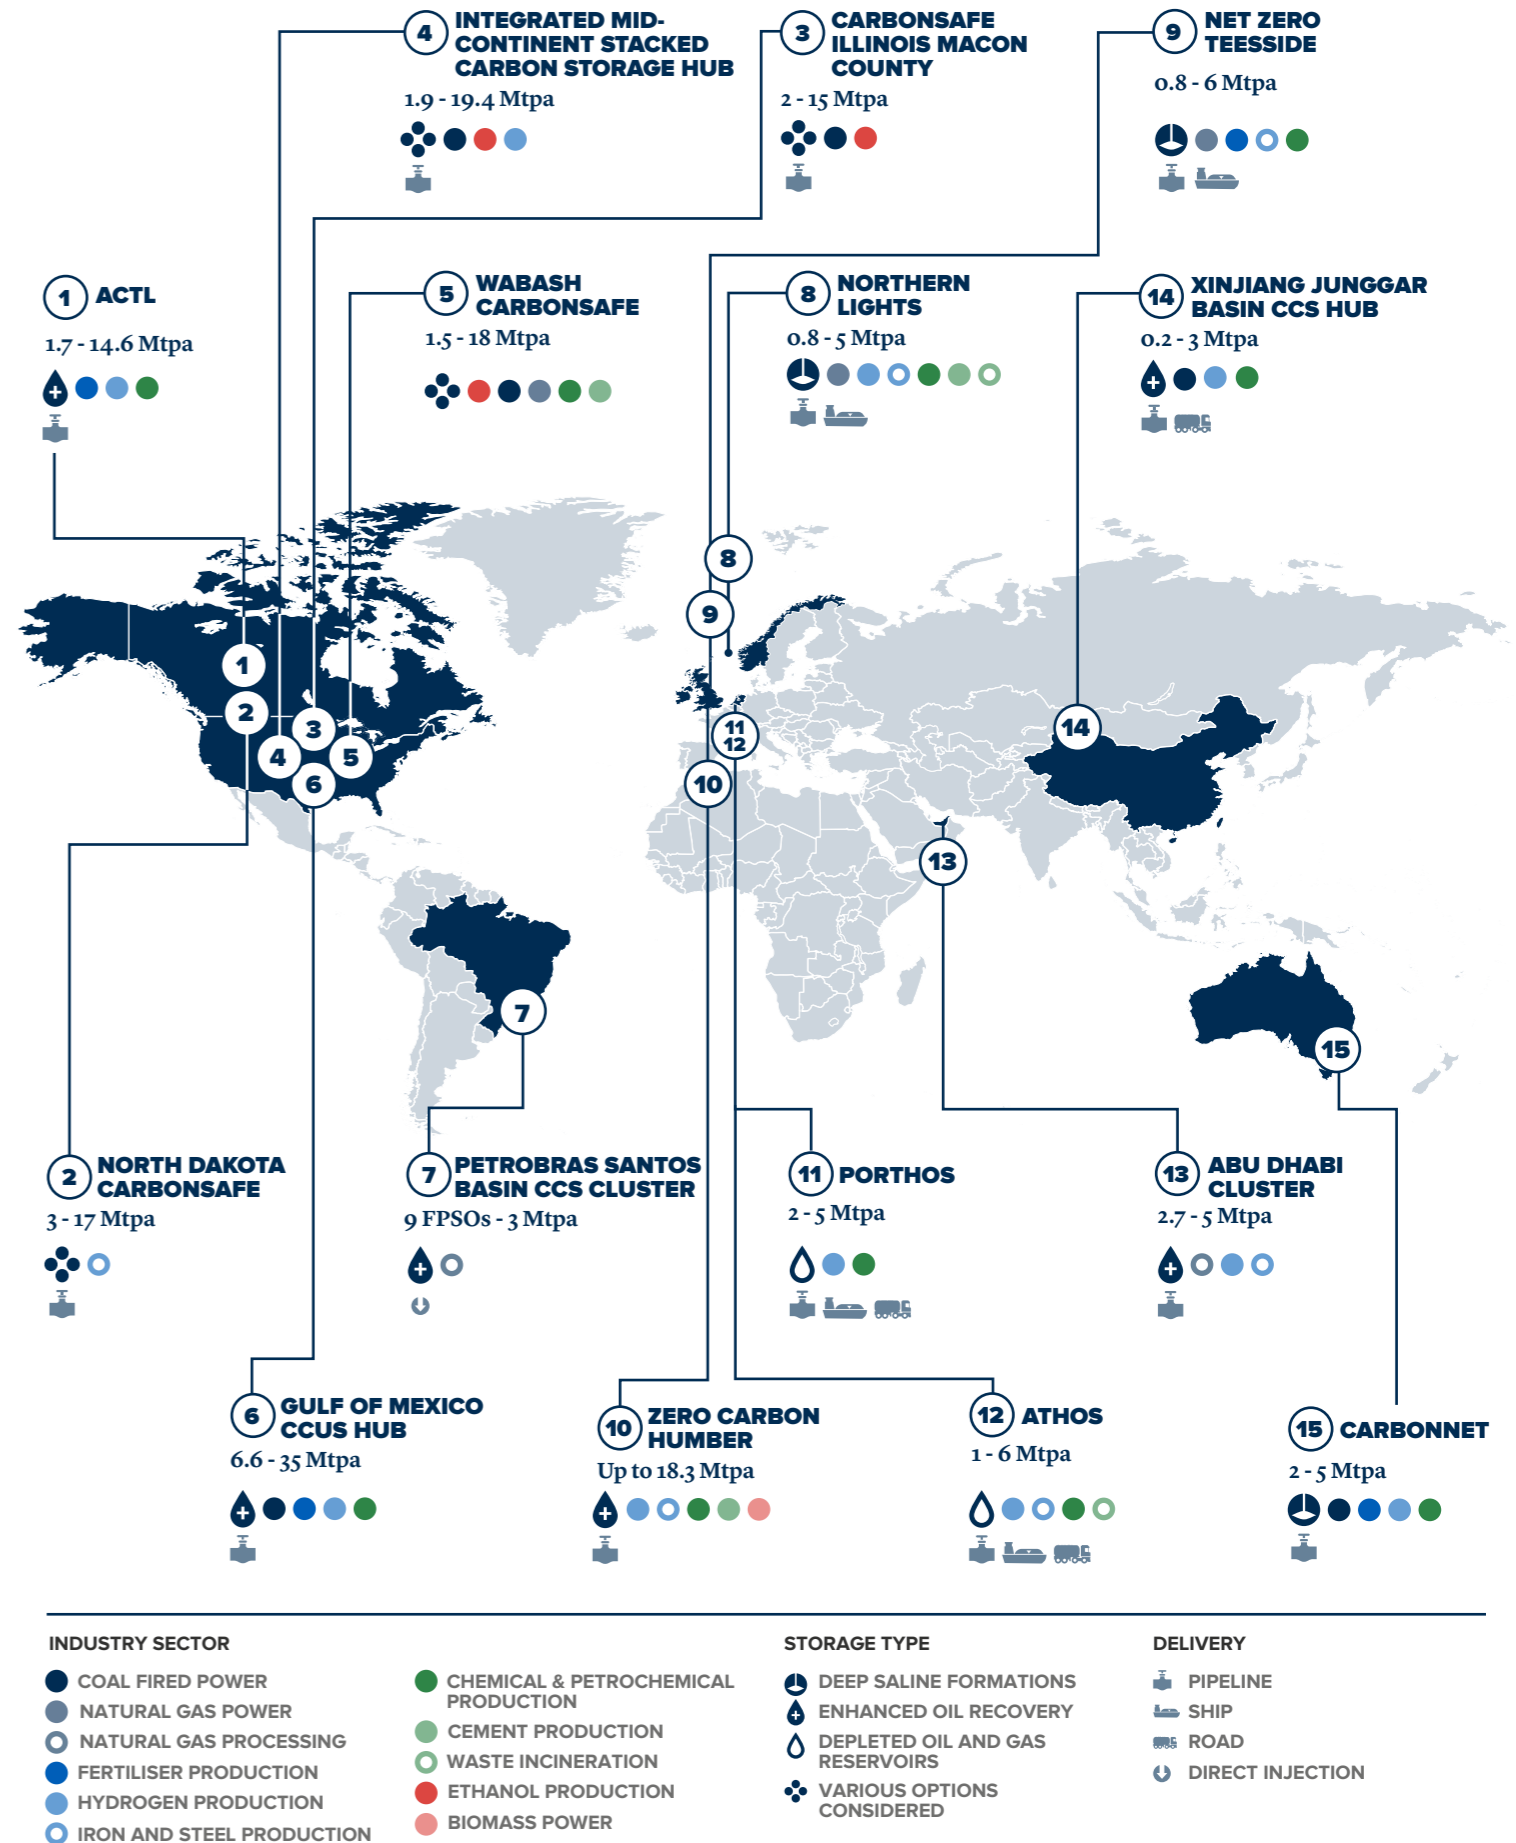 4 INTEGRATED MID-
CONTINENT STACKED
CARBON STORAGE HUB
1.9 - 19.4 Mtpa
3 CARBONSAFE
ILLINOIS MACON
COUNTY
2 - 15 Mtpa
9 NET ZERO
TEESSIDE
0.8 - 6 Mtpa
1 ACTL
1.7 - 14.6 Mtpa
5 WABASH
CARBONSAFE
1.5 - 18 Mtpa
8 NORTHERN
LIGHTS
0.8 - 5 Mtpa
14 XINJIANG JUNGGAR
BASIN CCS HUB
0.2 - 3 Mtpa
8
9
1
2
3
4
5
6
11
12
10
14
13
7
15
2 NORTH DAKOTA
CARBONSAFE
3 - 17 Mtpa
7 PETROBRAS SANTOS
BASIN CCS CLUSTER
9 FPSOs - 3 Mtpa
11 PORTHOS
2 - 5 Mtpa
13 ABU DHABI
CLUSTER
2.7 - 5 Mtpa
6 GULF OF MEXICO
CCUS HUB
6.6 - 35 Mtpa
10 ZERO CARBON
HUMBER
Up to 18.3 Mtpa
12 ATHOS
1 - 6 Mtpa
15 CARBONNET
2 - 5 Mtpa
INDUSTRY SECTOR
COAL FIRED POWER
NATURAL GAS POWER
NATURAL GAS PROCESSING
FERTILISER PRODUCTION
HYDROGEN PRODUCTION
IRON AND STEEL PRODUCTION
CHEMICAL & PETROCHEMICAL
PRODUCTION
CEMENT PRODUCTION
WASTE INCINERATION
ETHANOL PRODUCTION
BIOMASS POWER
STORAGE TYPE
DEEP SALINE FORMATIONS
ENHANCED OIL RECOVERY
DEPLETED OIL AND GAS
RESERVOIRS
VARIOUS OPTIONS
CONSIDERED
DELIVERY
PIPELINE
SHIP
ROAD
DIRECT INJECTION